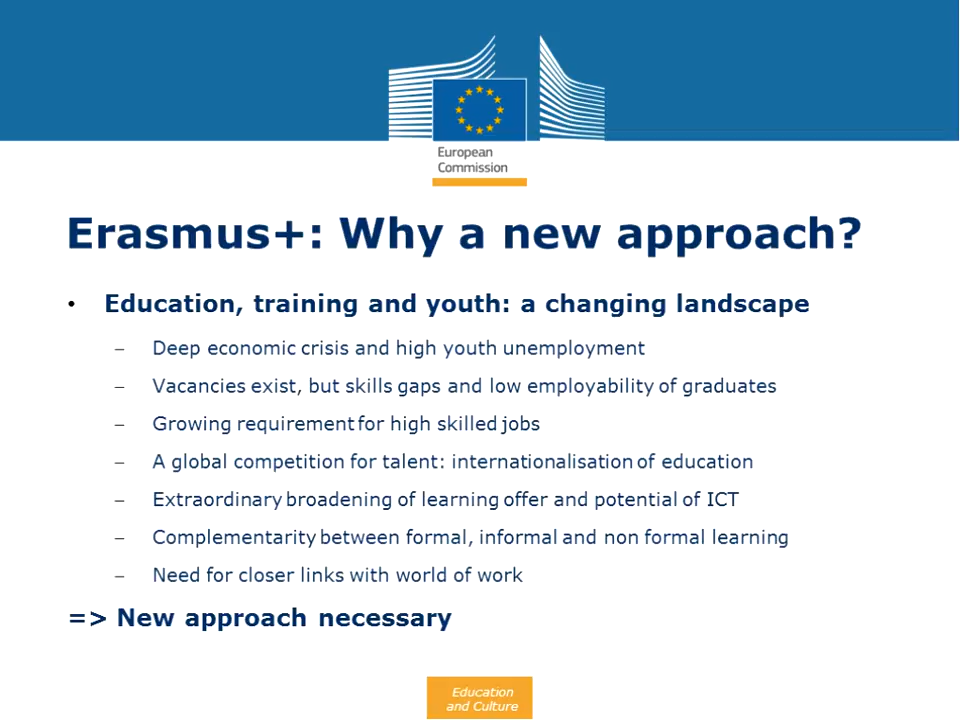 European
Commission
Erasmus+: Why a new approach?
• Education, training and youth: a changing landscape
– Deep economic crisis and high youth unemployment
– Vacancies exist, but skills gaps and low employability of graduates
– Growing requirement for high skilled jobs
– A global competition for talent: internationalisation of education
– Extraordinary broadening of learning offer and potential of ICT
– Complementarity between formal, informal and non formal learning
– Need for closer links with world of work
=> New approach necessary
Education
and Culture